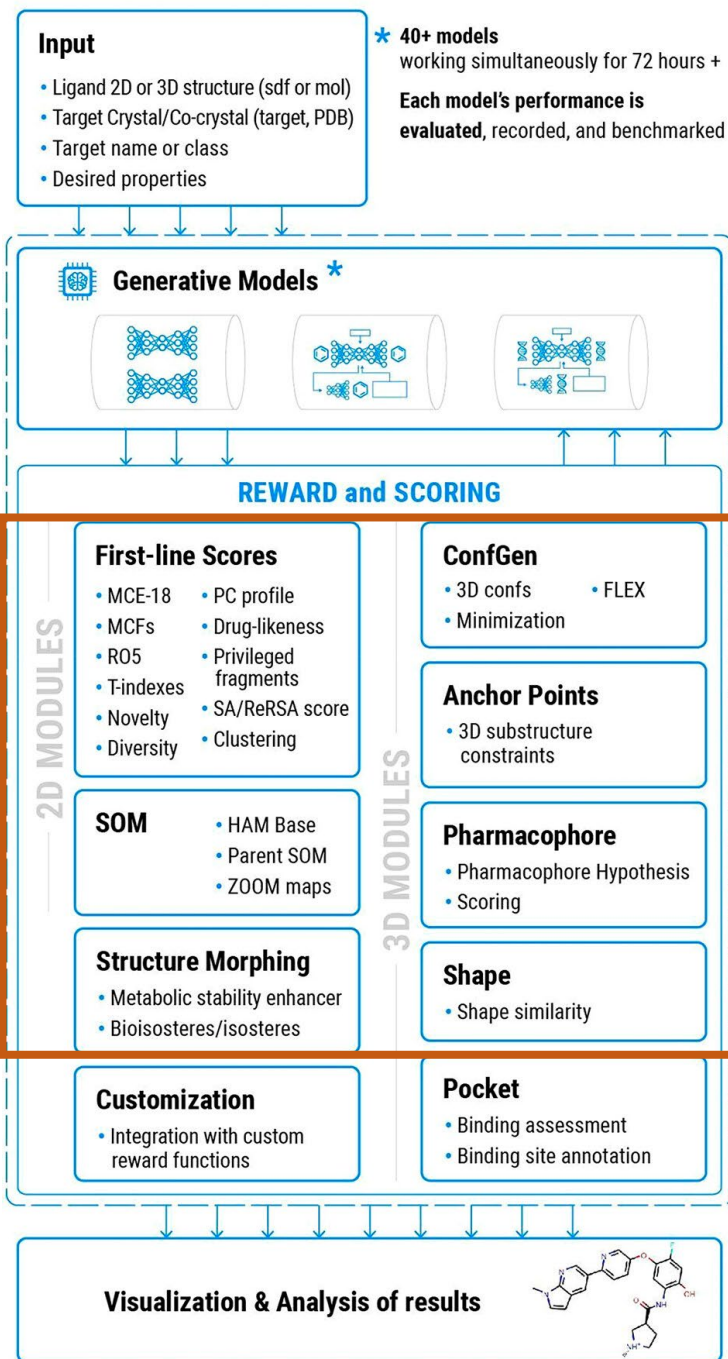 Input
• Ligand 2D or 3D structure (sdf or mol)
• Target Crystal/Co-crystal (target, PDB)
• Target name or class
• Desired properties
* 40+ models
working simultaneously for 72 hours +
Each model's performance is
evaluated, recorded, and benchmarked
Generative Models *
REWARD and SCORING
2D MODULES
First-line Scores
• MCE-18
• MCFs
• RO5
• T-indexes
• Novelty
• Diversity
• PC profile
• Drug-likeness
• Privileged
fragments
• SA/ReRSA score
• Clustering
SOM
• HAM Base
• Parent SOM
• ZOOM maps
Structure Morphing
• Metabolic stability enhancer
• Bioisosteres/isosteres
Customization
• Integration with custom
reward functions
3D MODULES
ConfGen
• 3D confs
• Minimization
• FLEX
Anchor Points
• 3D substructure
constraints
Pharmacophore
• Pharmacophore Hypothesis
• Scoring
Shape
• Shape similarity
Pocket
• Binding assessment
• Binding site annotation
Visualization & Analysis of results
N
N
N
O
F
OH
O
NH
NH+